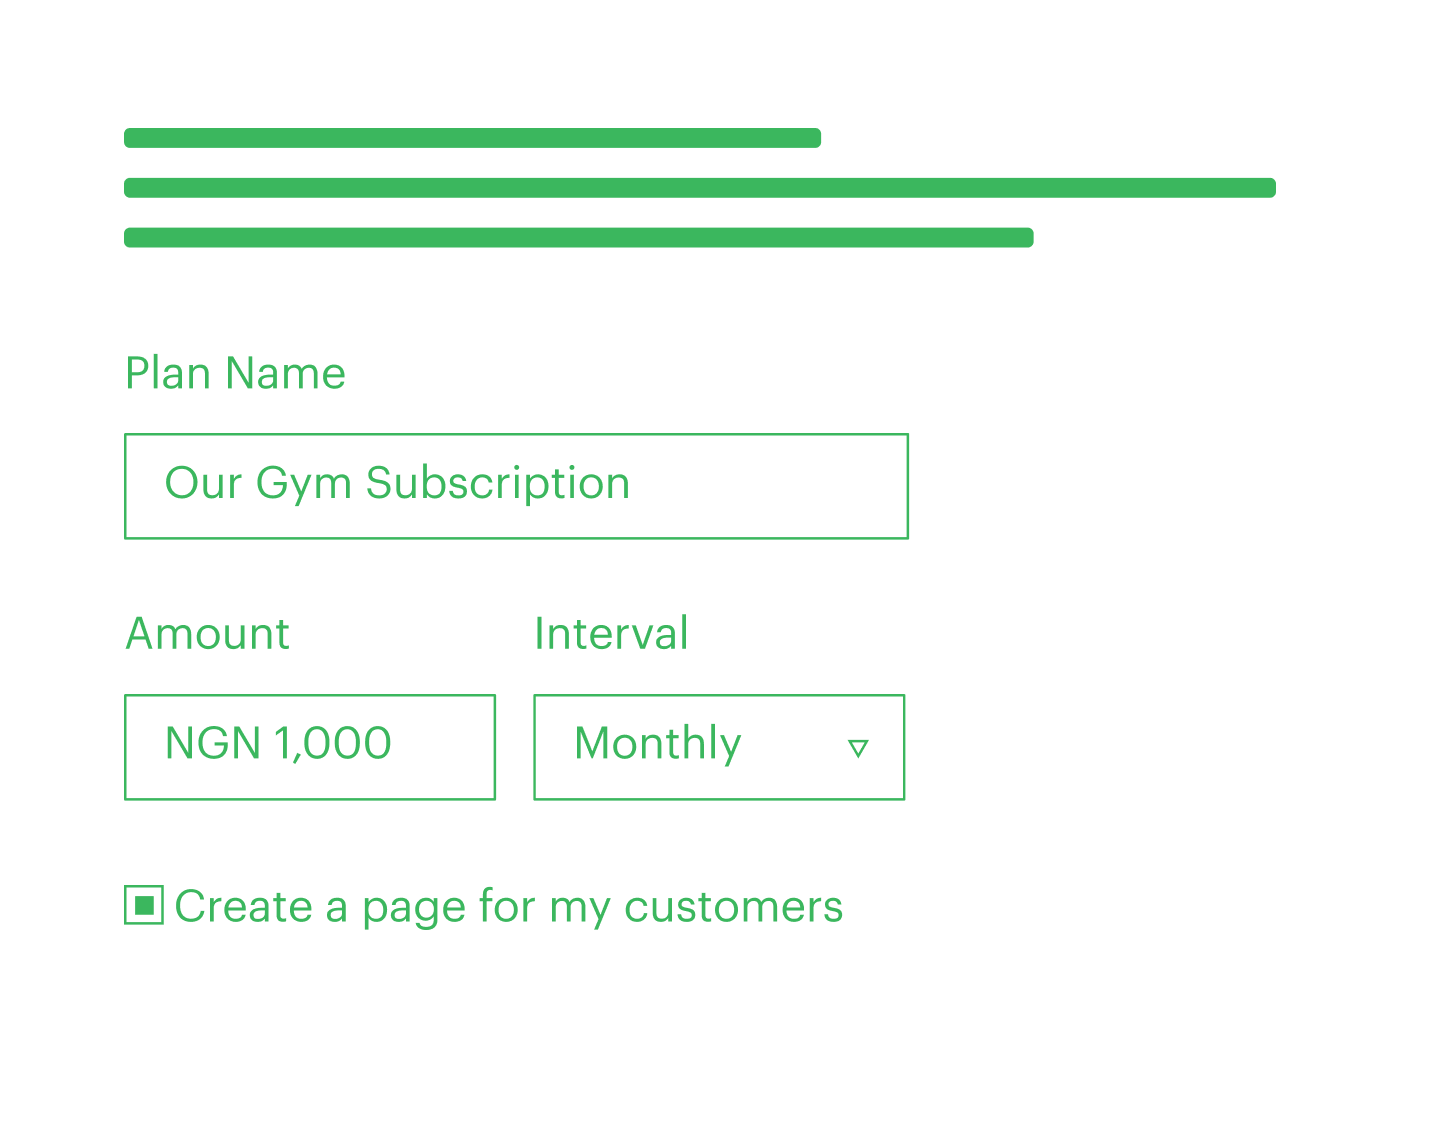 Plan Name
Our Gym Subscription
Amount Interval
NGN 1,000 Monthly
Create a page for my customers